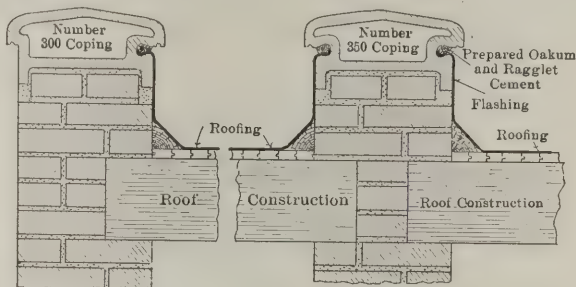 Number
300 Coping
Number
350 Coping
Prepared Oakum
and Ragglet
Cement
Flashing
Roofing
Roofing
Roof
Construction
Roof Construction